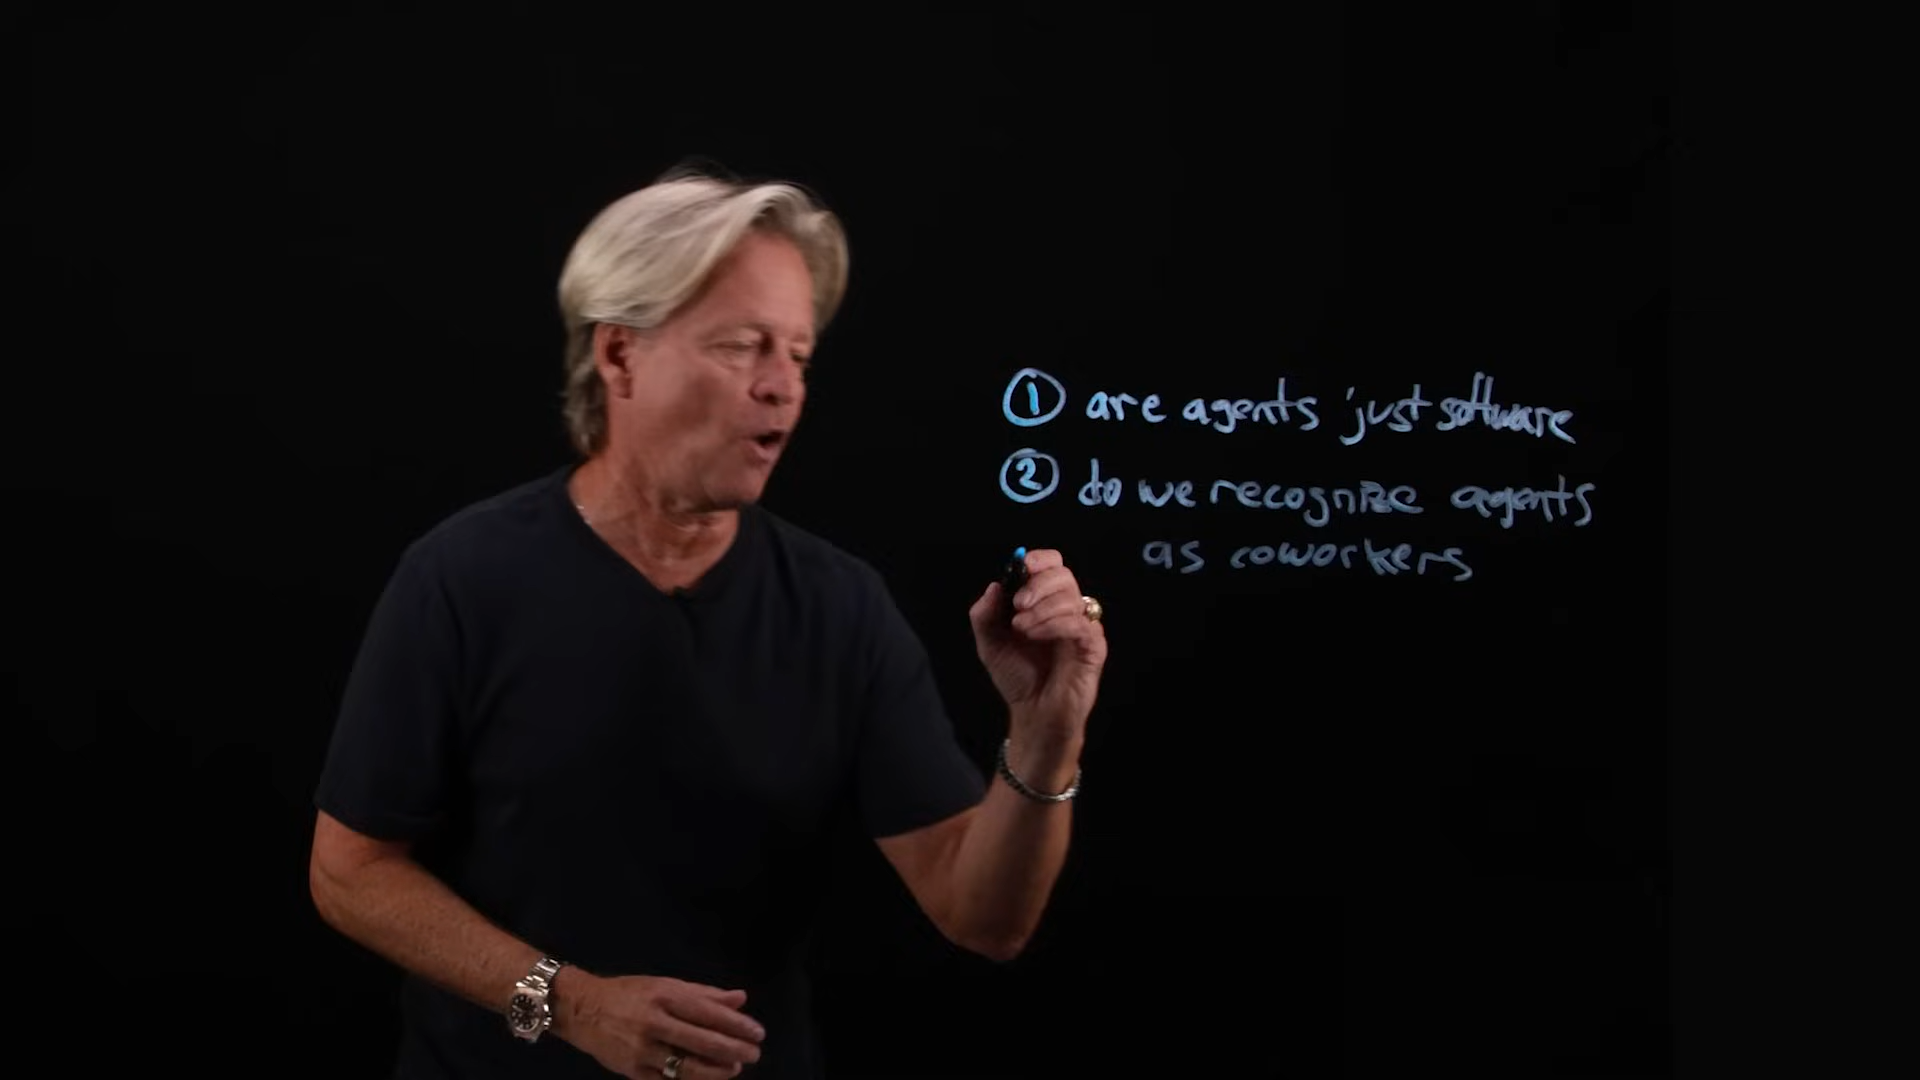 ① are agents just software
② do we recognize agents
as coworkers